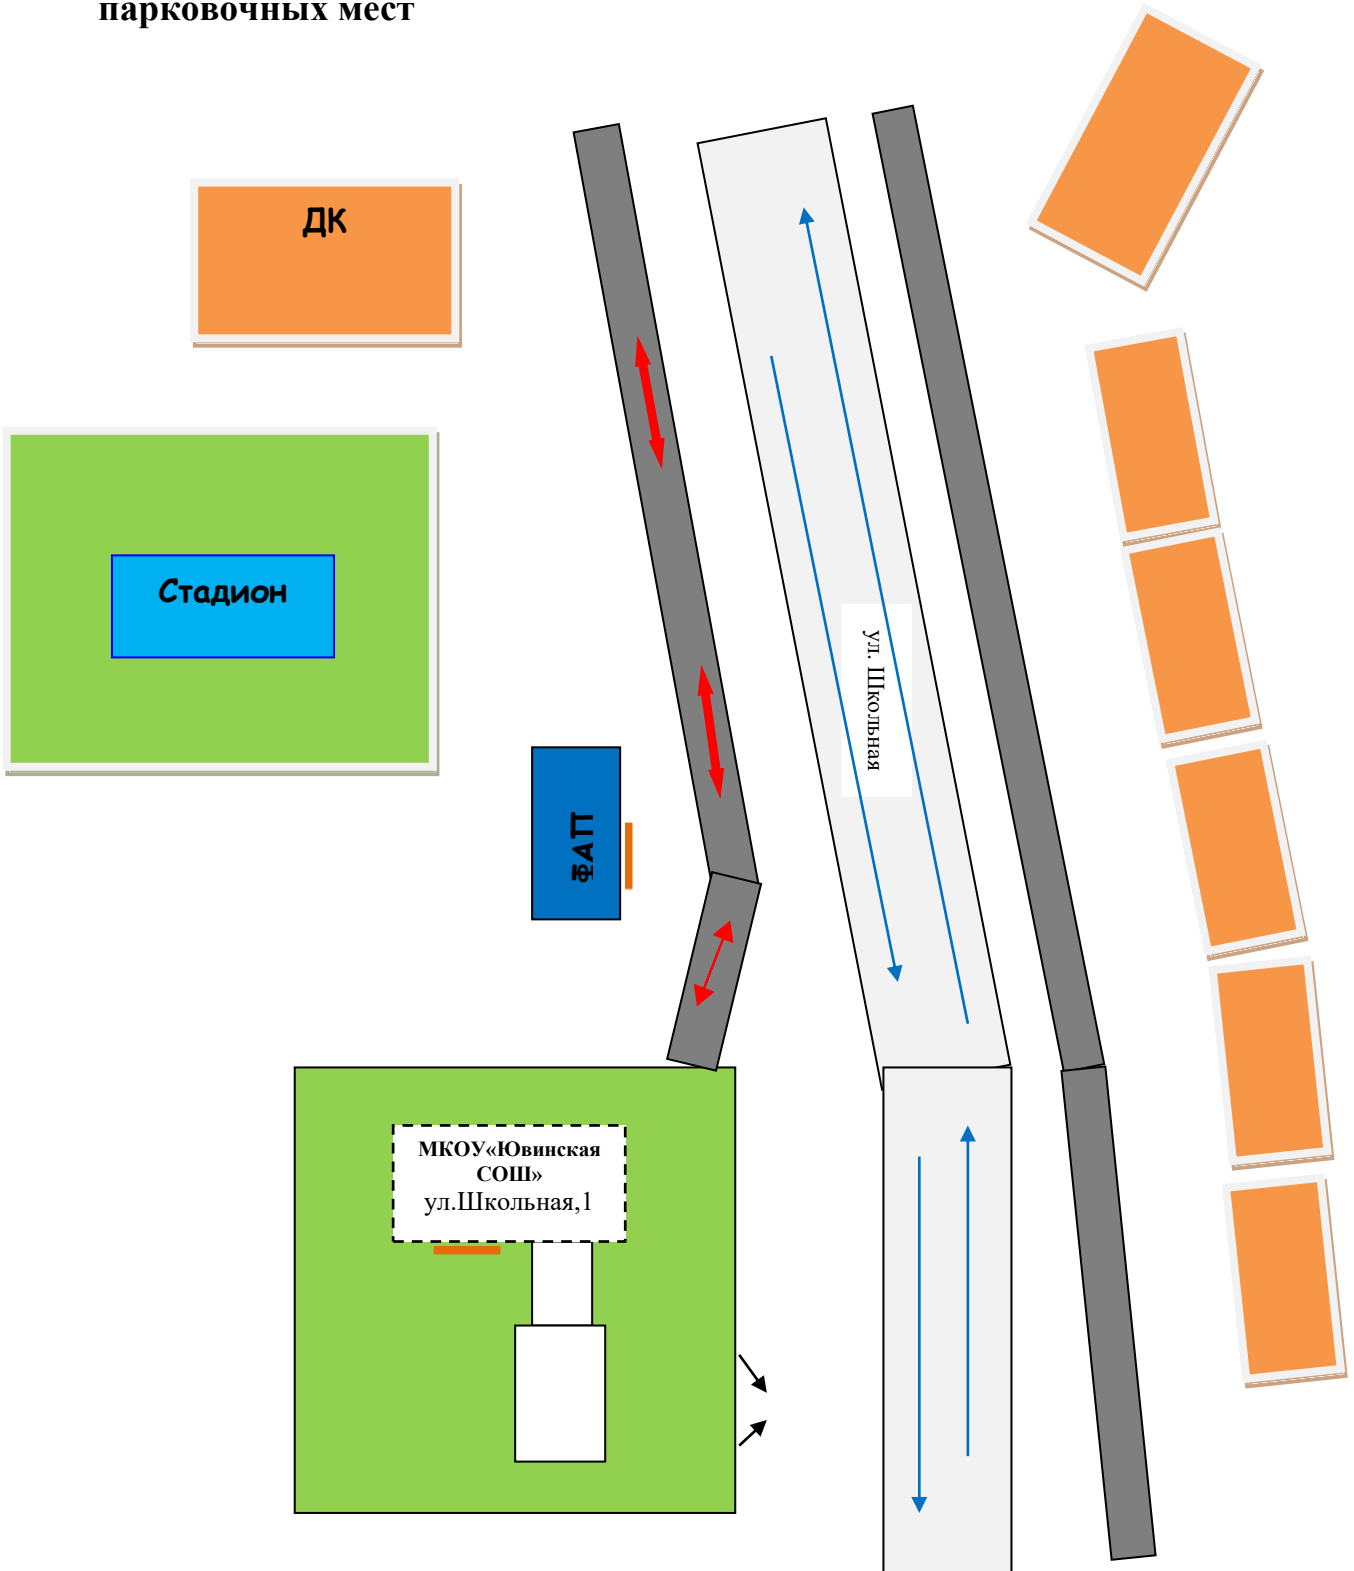 парковочных мест
ДК
Стадион
ул. Школьная
ФАП
МКОУ«Ювинская
СОШ»
ул.Школьная,1